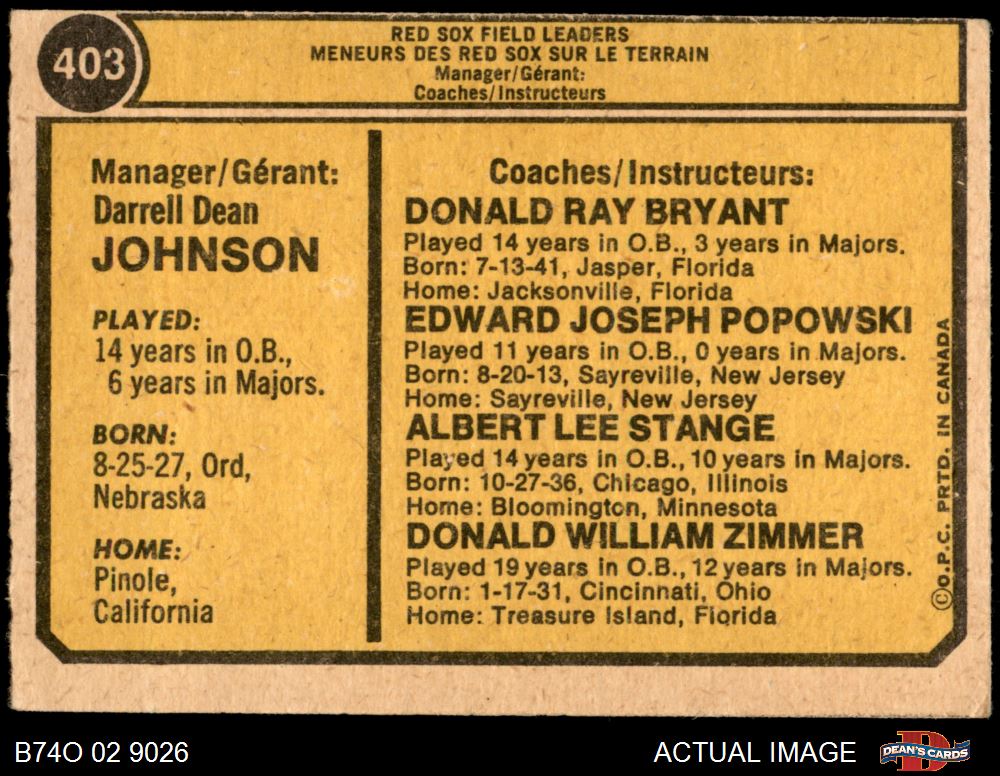 403
RED SOX FIELD LEADERS
MENEURS DES RED SOX SUR LE TERRAIN
Manager/Gérant:
Coaches/Instructeurs
Manager/Gérant:
Darrell Dean
JOHNSON
PLAYED:
14 years in O.B.,
6 years in Majors.
BORN:
8-25-27, Ord,
Nebraska
HOME:
Pinole,
California
Coaches/Instructeurs:
DONALD RAY BRYANT
Played 14 years in O.B., 3 years in Majors.
Born: 7-13-41, Jasper, Florida
Home: Jacksonville, Florida
EDWARD JOSEPH POPOWSKI
Played 11 years in O.B., 0 years in Majors.
Born: 8-20-13, Sayreville, New Jersey
Home: Sayreville, New Jersey
ALBERT LEE STANGE
Played 14 years in O.B., 10 years in Majors.
Born: 10-27-36, Chicago, Illinois
Home: Bloomington, Minnesota
DONALD WILLIAM ZIMMER
Played 19 years in O.B., 12 years in Majors.
Born: 1-17-31, Cincinnati, Ohio
Home: Treasure Island, Florida
©O.P.C. PRTD. IN CANADA
B74O 02 9026
ACTUAL IMAGE
D
DEAN'S CARDS